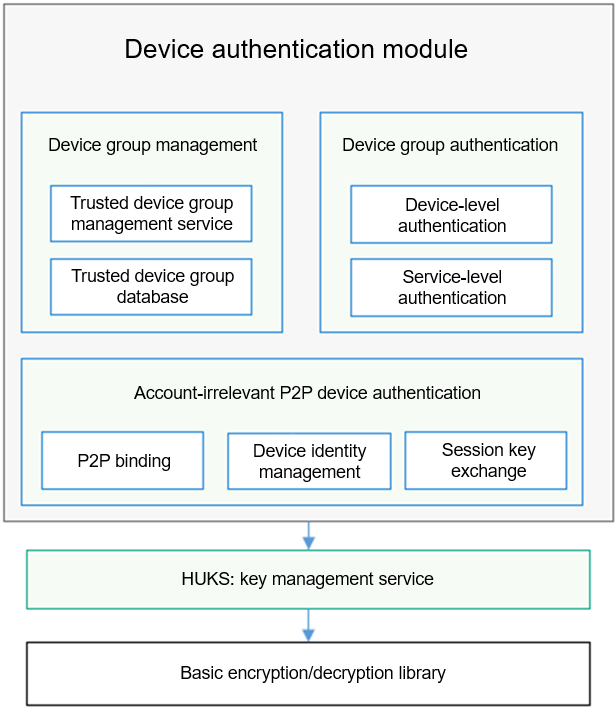 Device authentication module
Device group management
Trusted device group
management service
Trusted device group
database
Device group authentication
Device-level
authentication
Service-level
authentication
Account-irrelevant P2P device authentication
P2P binding
Device identity
management
Session key
exchange
HUKS: key management service
Basic encryption/decryption library